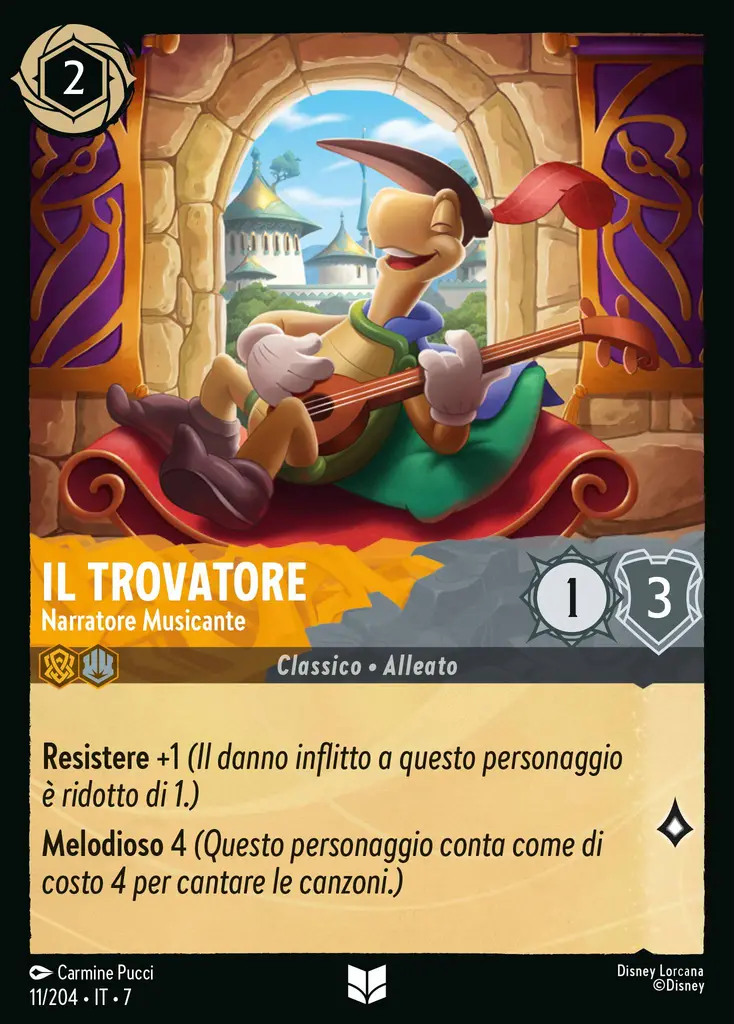 2
IL TROVATORE
Narratore Musicante
1
3
Classico • Alleato
Resistere +1 (Il danno inflitto a questo personaggio
è ridotto di 1.)
Melodioso 4 (Questo personaggio conta come di
costo 4 per cantare le canzoni.)
Carmine Pucci
Disney Lorcana
11/204 • IT • 7
©Disney